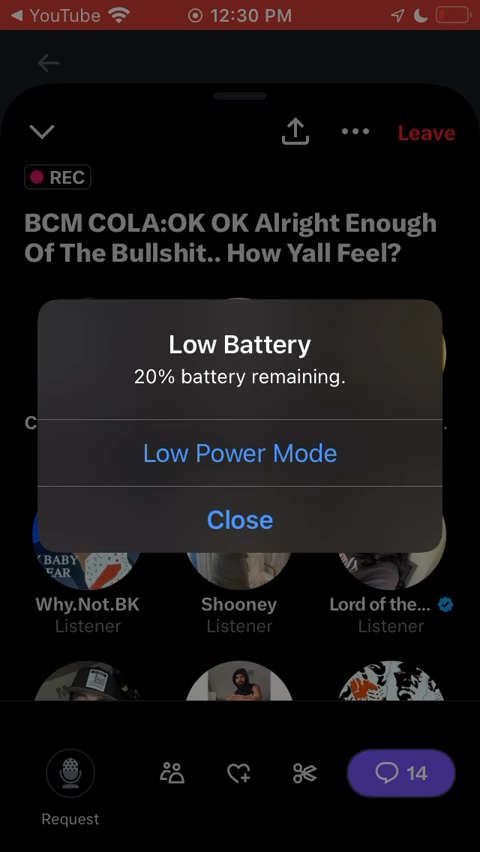 YouTube 12:30 PM
Leave
REC
BCM COLA:OK OK Alright Enough
Of The Bullshit.. How Yall Feel?
Low Battery
20% battery remaining.
C
Low Power Mode
Close
BABY
EAR
Why.Not.BK Shooney Lord of the...
Listener Listener Listener
14
Request